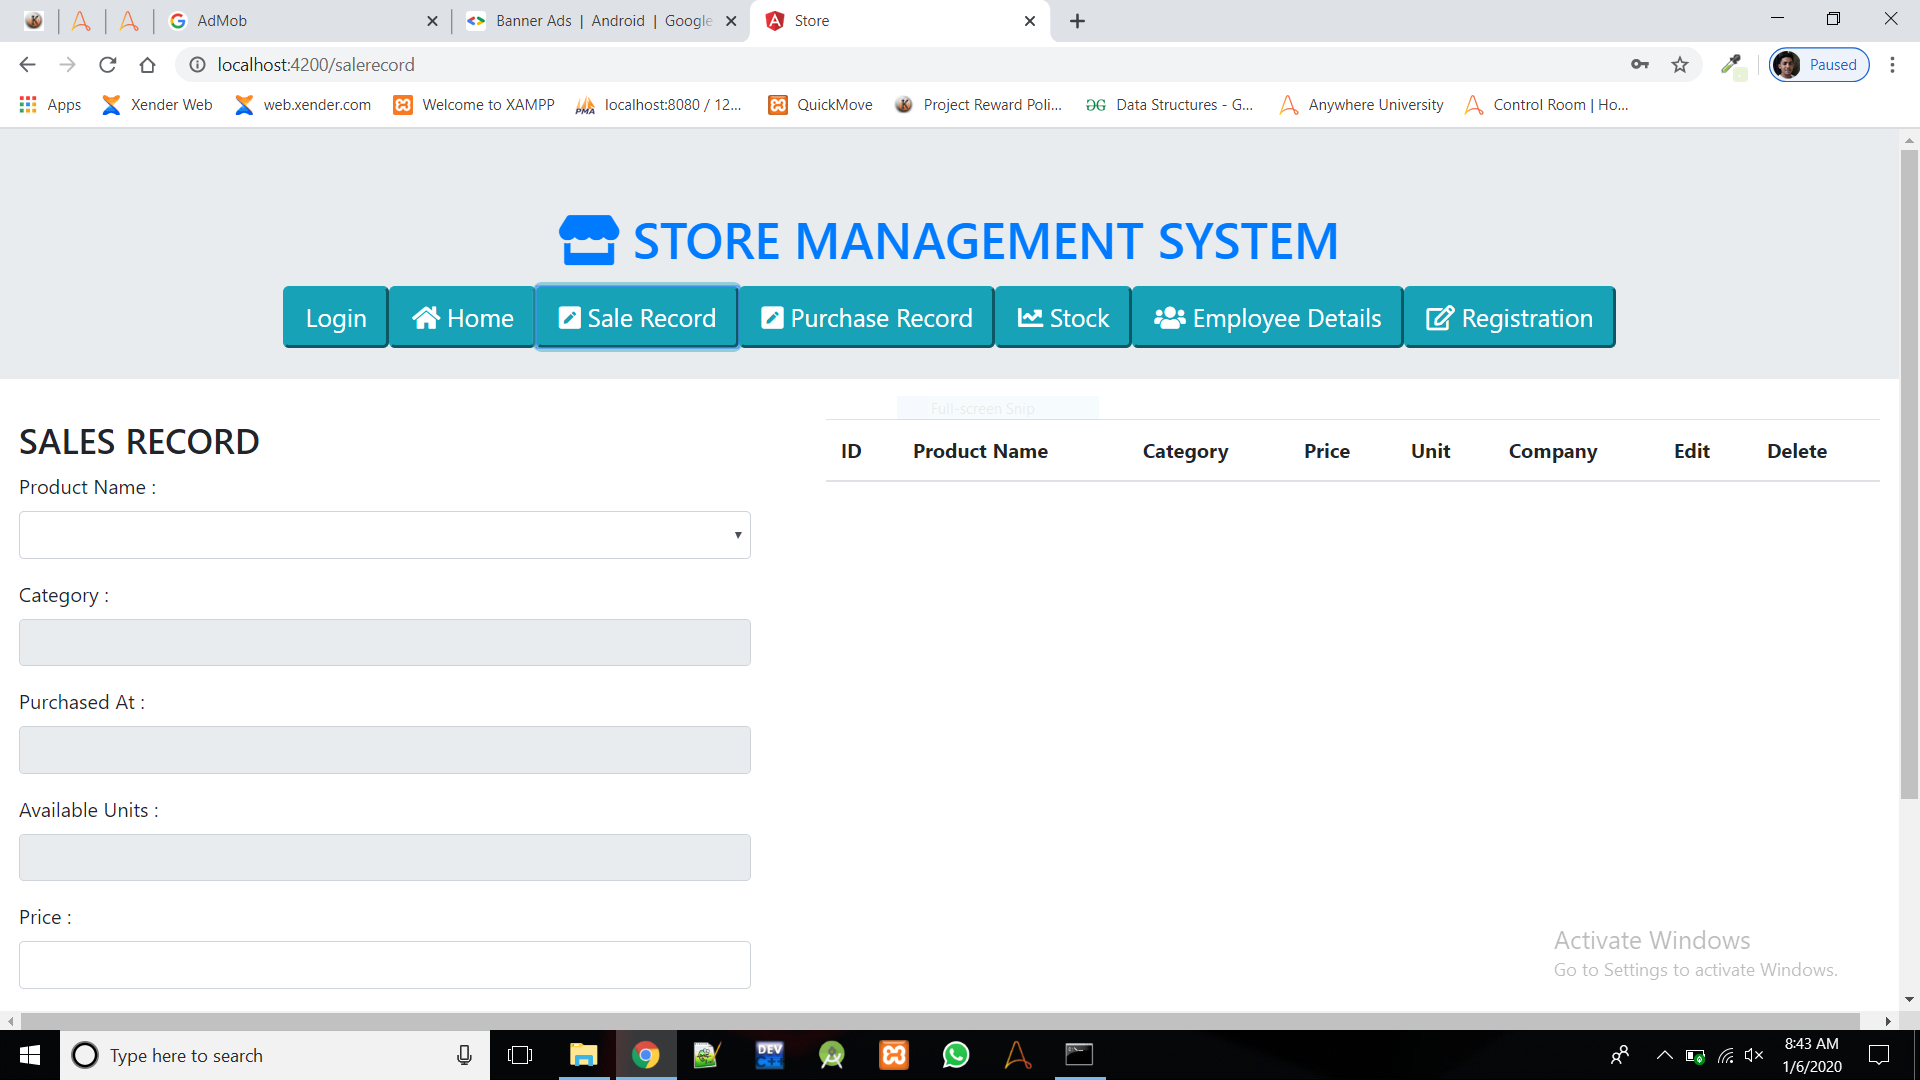 AdMob
Banner Ads | Android | Google
Store
localhost:4200/salerecord
Paused
Apps
Xender Web
web.xender.com
Welcome to XAMPP
localhost:8080 / 12...
QuickMove
Project Reward Poli...
Data Structures - G...
Anywhere University
Control Room | Ho...
STORE MANAGEMENT SYSTEM
Login
Home
Sale Record
Purchase Record
Stock
Employee Details
Registration
Full-screen Snip
SALES RECORD
ID Product Name Category Price Unit Company Edit Delete
Product Name :
Category :
Purchased At :
Available Units :
Price :
Activate Windows
Go to Settings to activate Windows.
Type here to search
DEV
8:43 AM
1/6/2020